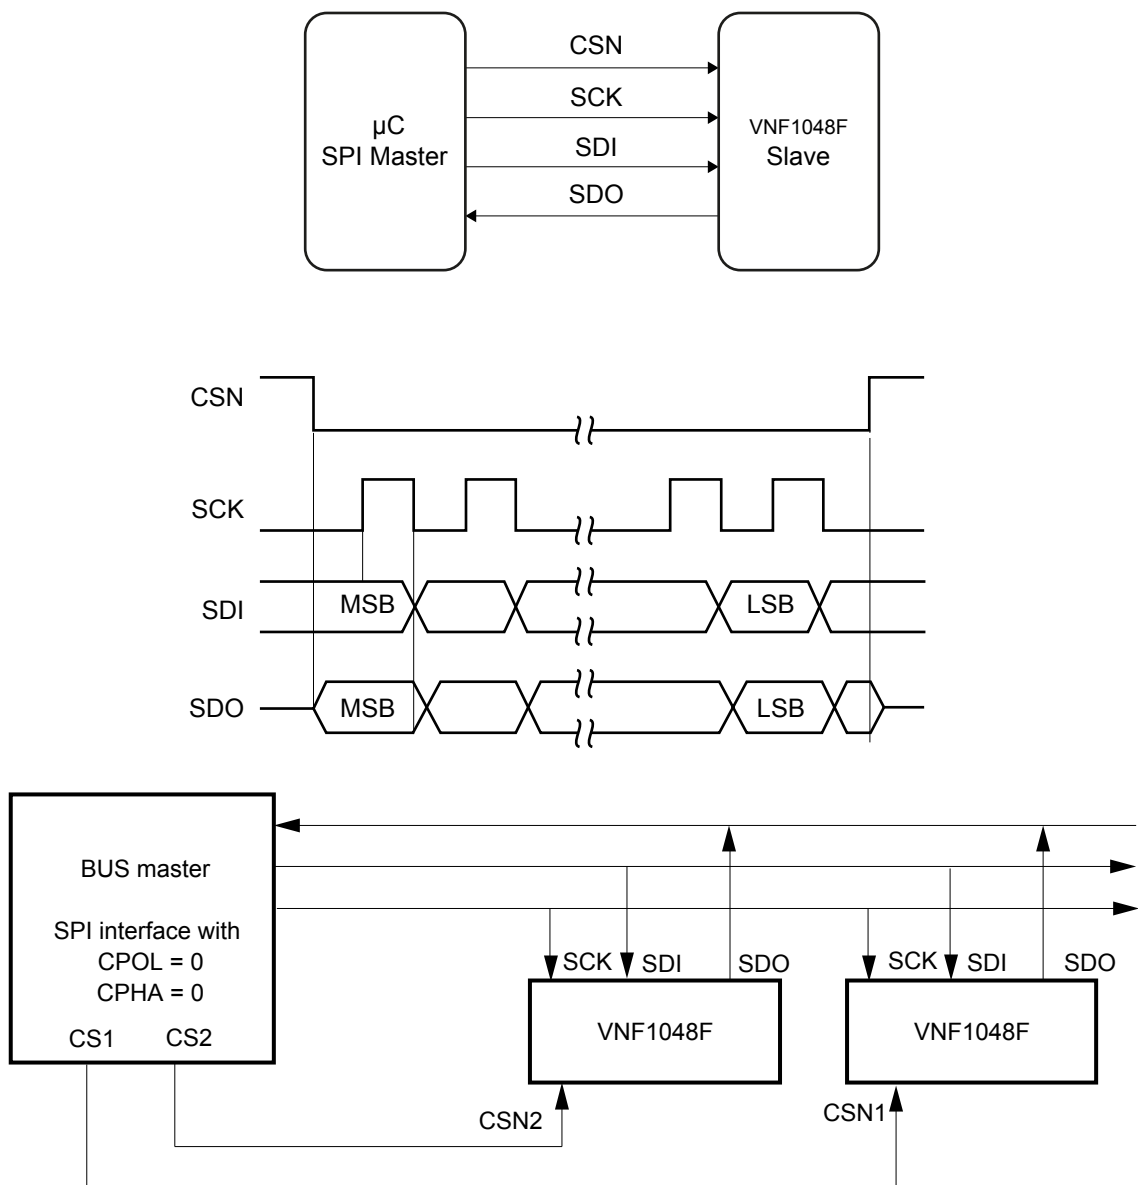 CSN
SCK
SDI
SDO
µC
SPI Master
VNF1048F
Slave
CSN
SCK
SDI
MSB
LSB
SDO
MSB
LSB
BUS master
SPI interface with
CPOL = 0
CPHA = 0
CS1 CS2
SCK SDI SDO
VNF1048F
CSN2
SCK SDI SDO
VNF1048F
CSN1